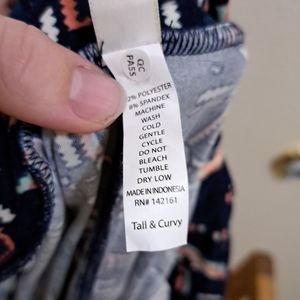 QC
PASS
2% POLYESTER
8% SPANDEX
MACHINE
WASH
COLD
GENTLE
CYCLE
DO NOT
BLEACH
TUMBLE
DRY LOW
MADE IN INDONESIA
RN# 142161
Tall & Curvy